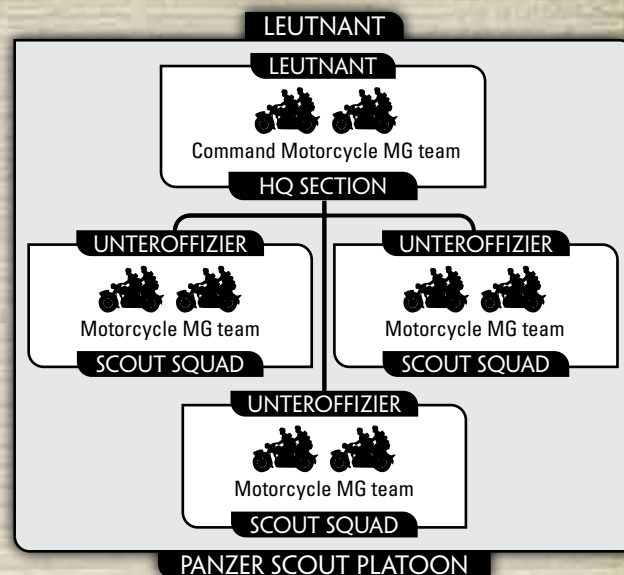 LEUTNANT
LEUTNANT
Command Motorcycle MG team
HQ SECTION
UNTEROFFIZIER
Motorcycle MG team
SCOUT SQUAD
UNTEROFFIZIER
Motorcycle MG team
SCOUT SQUAD
UNTEROFFIZIER
Motorcycle MG team
SCOUT SQUAD
PANZER SCOUT PLATOON